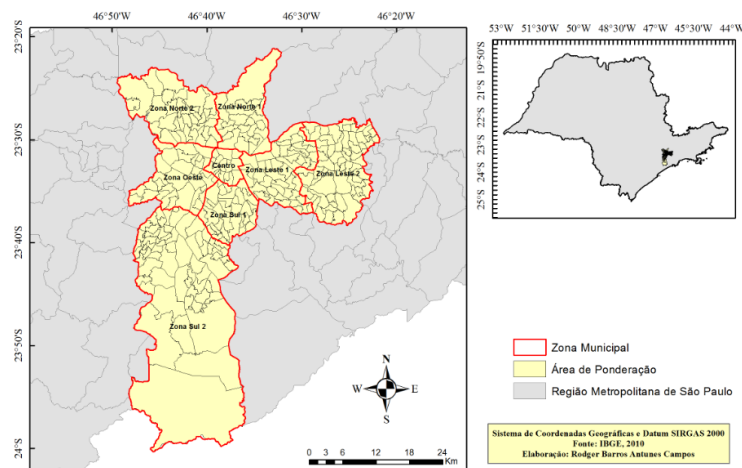 46°50'W 46°40'W 46°30'W 46°20'W
23°20'S
23°30'S
23°40'S
23°50'S
24°S
Zona Norte 2
Zona Norte 1
Centro
Zona Leste 1
Zona Leste 2
Zona Oeste
Zona Sul 1
Zona Sul 2
N
W E
S
0 3 6 12 18 24
Km
53°W 51°W 50°W 48°30'W 47°W 45°30'W 44°W
19°50'S
21°S
22°S
23°S
24°S
25°S
Zona Municipal
Área de Ponderação
Região Metropolitana de São Paulo
Sistema de Coordenadas Geográficas e Datum SIRGAS 2000
Fonte: IBGE, 2010
Elaboração: Rodger Barros Antunes Campos